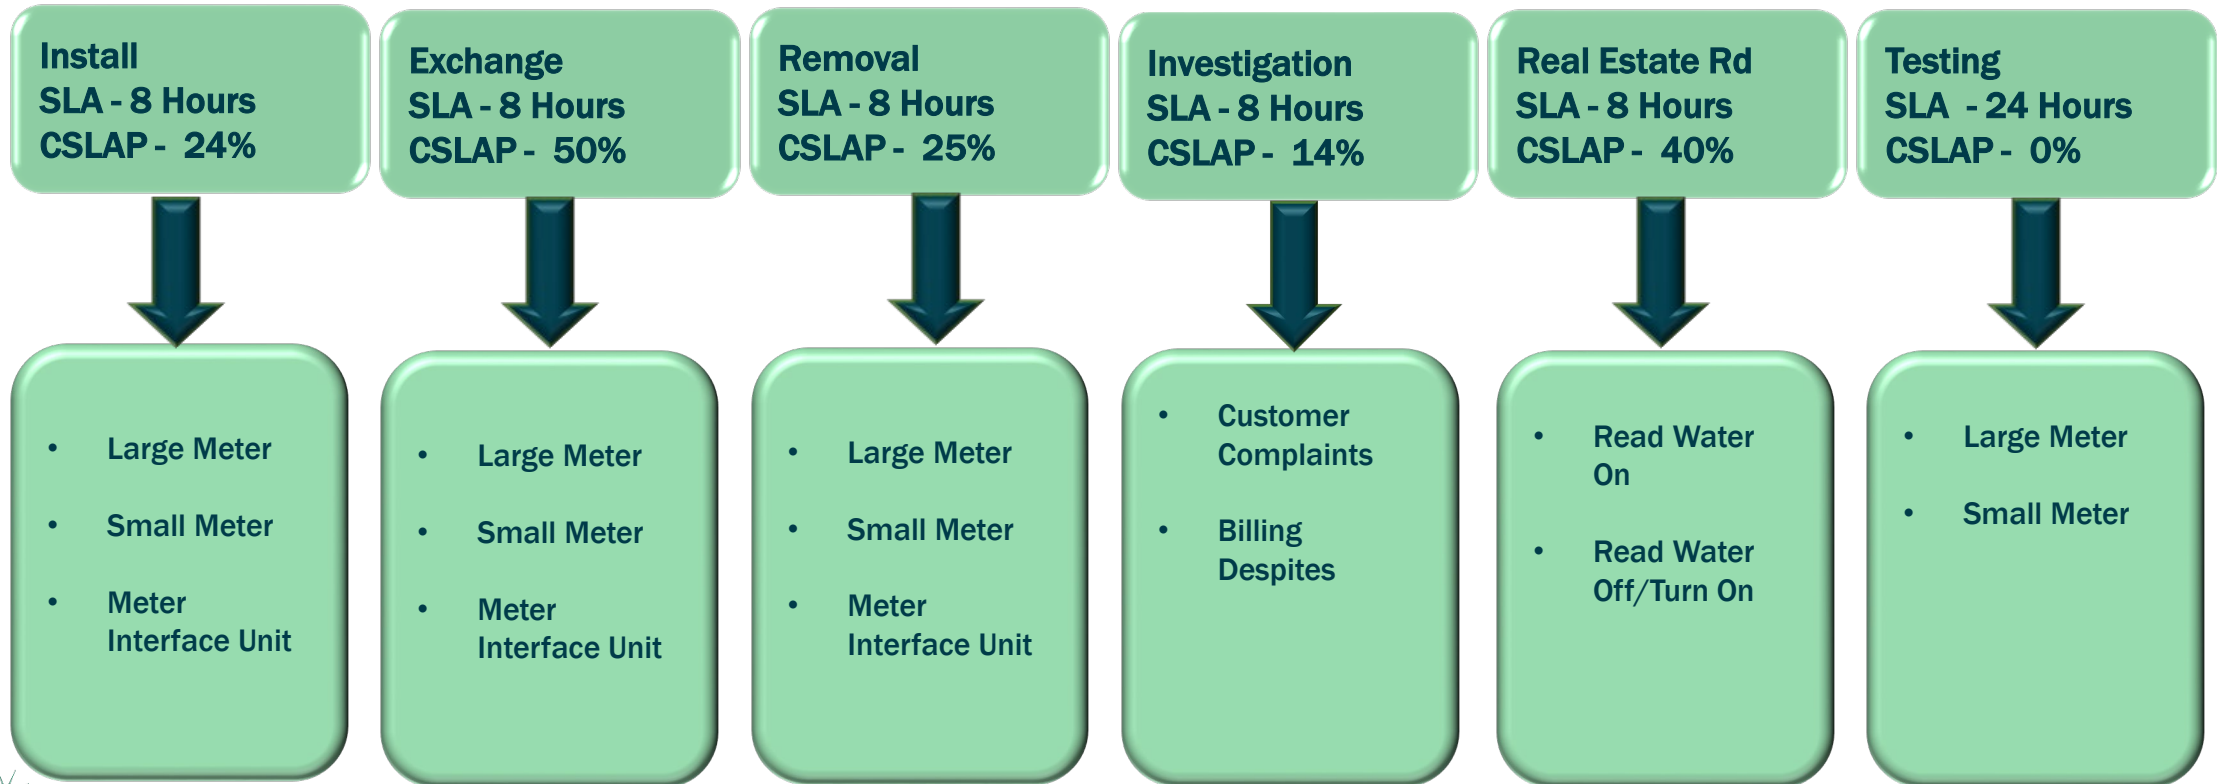 Install
SLA - 8 Hours
CSLAP - 24%
Exchange
SLA - 8 Hours
CSLAP - 50%
Removal
SLA - 8 Hours
CSLAP - 25%
Investigation
SLA - 8 Hours
CSLAP - 14%
Real Estate Rd
SLA - 8 Hours
CSLAP - 40%
Testing
SLA - 24 Hours
CSLAP - 0%
• Large Meter
• Small Meter
• Meter
Interface Unit
• Large Meter
• Small Meter
• Meter
Interface Unit
• Large Meter
• Small Meter
• Meter
Interface Unit
• Customer
Complaints
• Billing
Despites
• Read Water
On
• Read Water
Off/Turn On
• Large Meter
• Small Meter